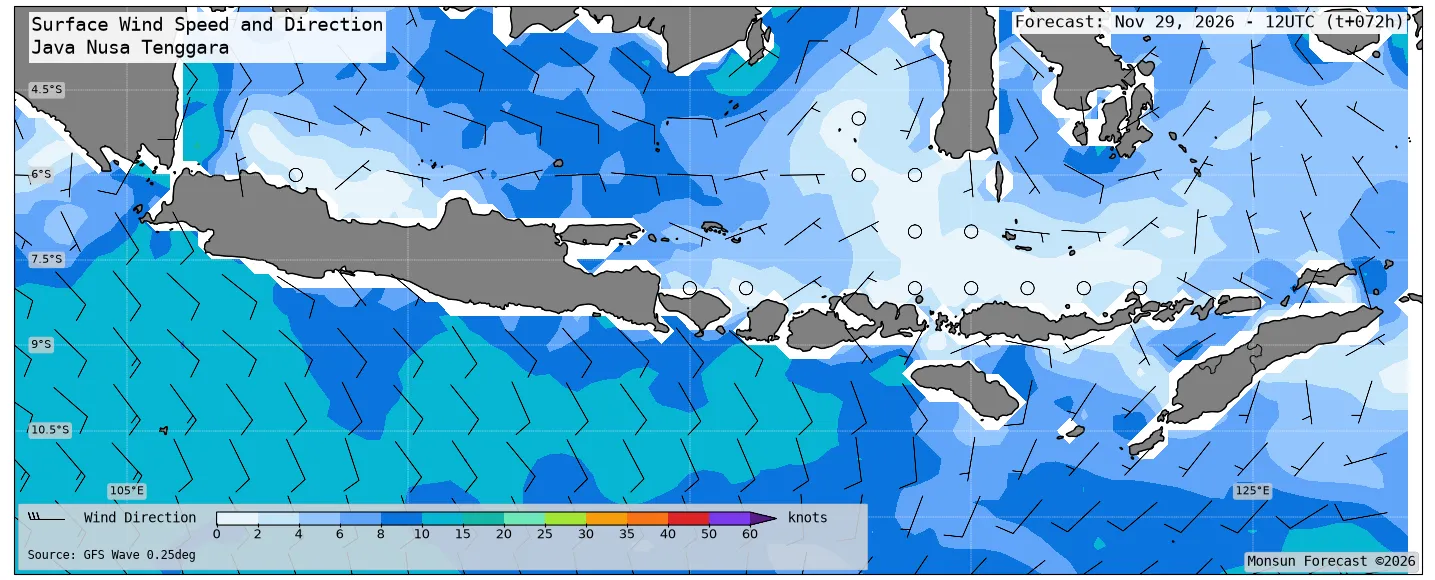 Surface Wind Speed and Direction
Java Nusa Tenggara
Forecast: Nov 29, 2026 - 12UTC (t+072h)
4.5°S
6°S
7.5°S
9°S
10.5°S
105°E
125°E
Wind Direction
0 2 4 6 8 10 15 20 25 30 35 40 50 60
knots
Source: GFS Wave 0.25deg
Monsun Forecast ©2026